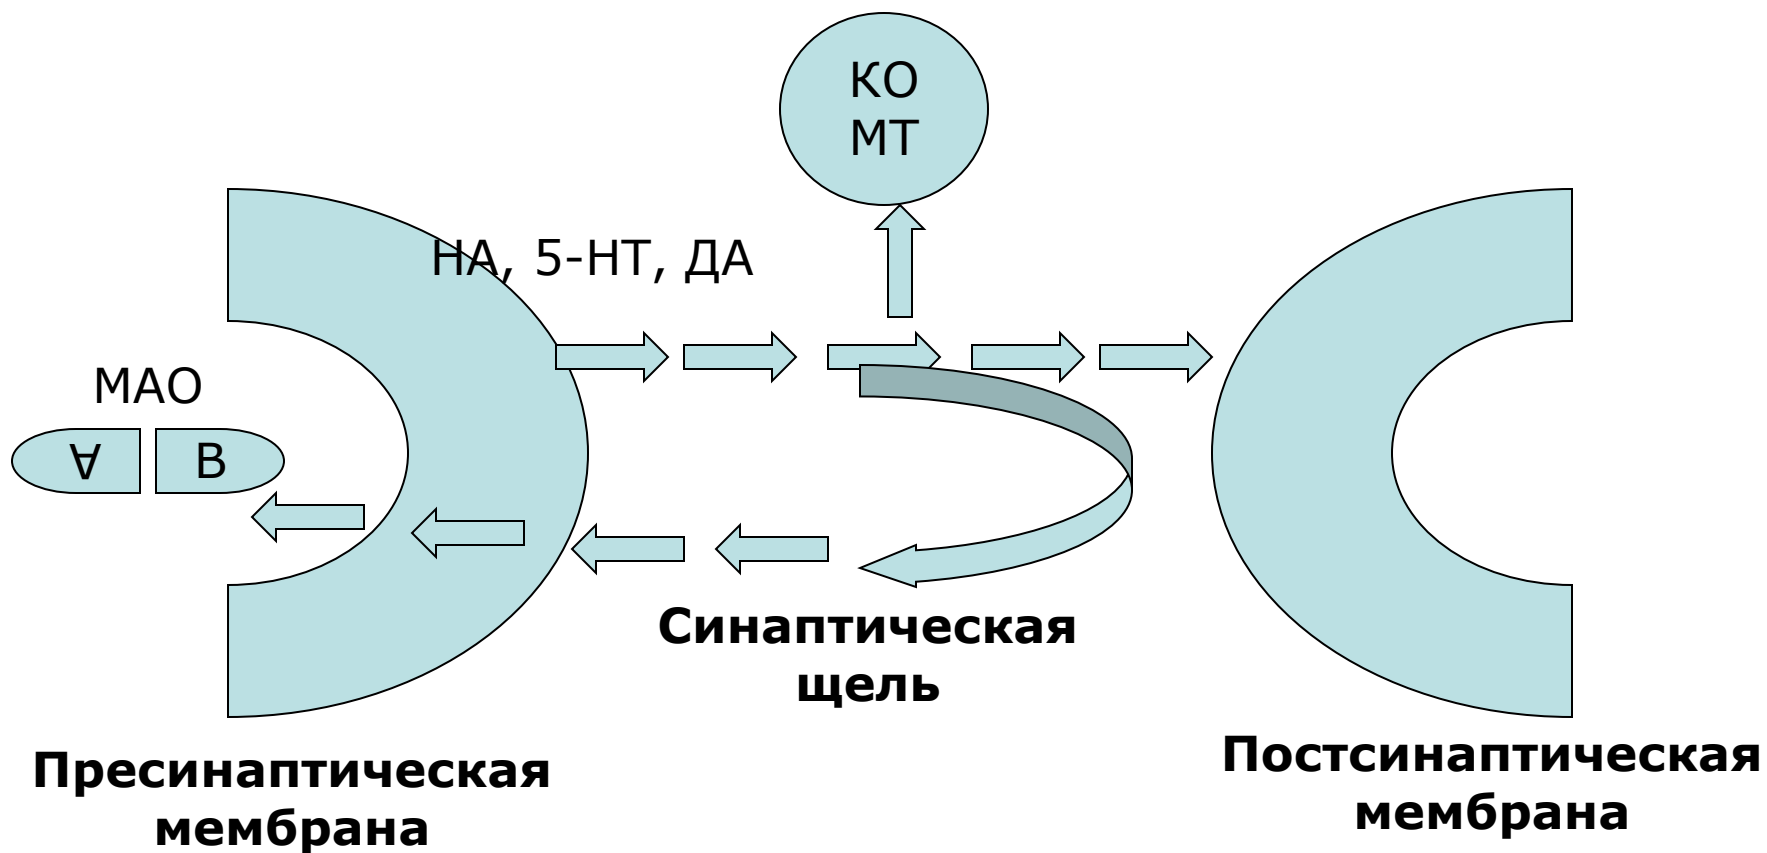 КО
МТ
НА, 5-НТ, ДА
МАО
∀ В
Синаптическая
щель
Пресинаптическая
мембрана
Постсинаптическая
мембрана